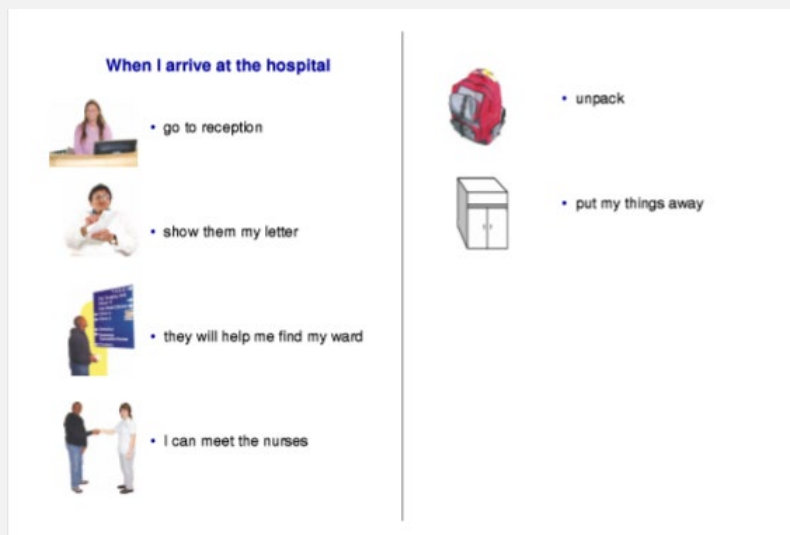 When I arrive at the hospital
• go to reception
• show them my letter
• they will help me find my ward
• I can meet the nurses
• unpack
• put my things away